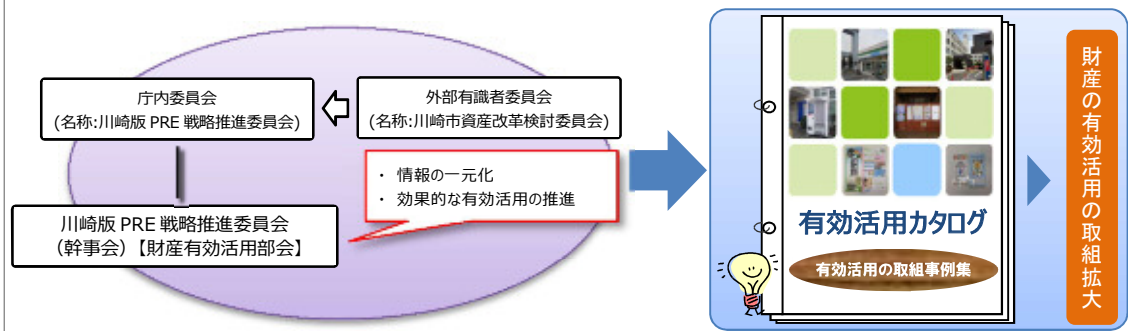 庁内委員会
(名称:川崎版 PRE 戦略推進委員会)
外部有識者委員会
(名称:川崎市資産改革検討委員会)
・ 情報の一元化
・ 効果的な有効活用の推進
川崎版 PRE 戦略推進委員会
（幹事会）【財産有効活用部会】
有効活用カタログ
有効活用の取組事例集
財産の有効活用の取組拡大